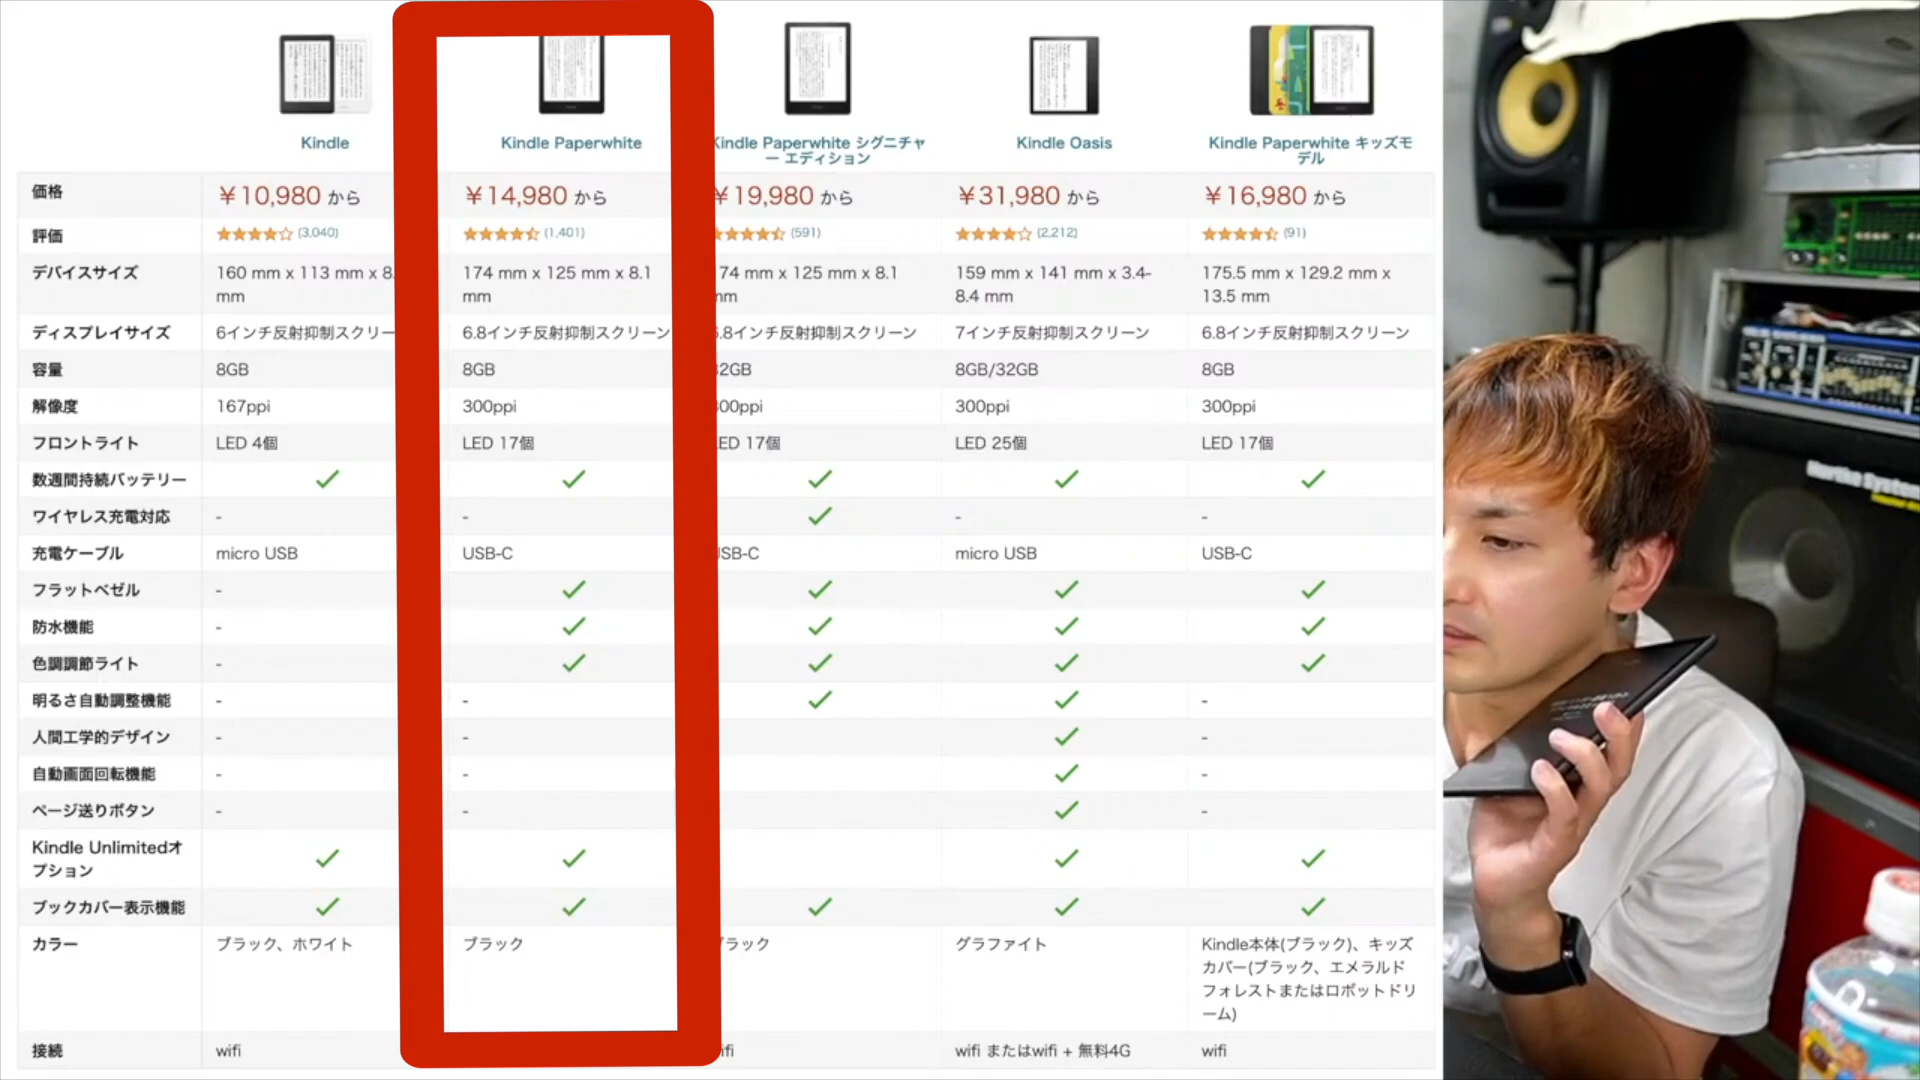 Kindle
Kindle Paperwhite
Kindle Paperwhite シグニチャ
ー エディション
Kindle Oasis
Kindle Paperwhite キッズモ
デル
価格
￥10,980 から
￥14,980 から
￥19,980 から
￥31,980 から
￥16,980 から
評価
(3,040)
(1,401)
(591)
(2,212)
(91)
デバイスサイズ
160 mm x 113 mm x 8.
mm
174 mm x 125 mm x 8.1
mm
74 mm x 125 mm x 8.1
mm
159 mm x 141 mm x 3.4-
8.4 mm
175.5 mm x 129.2 mm x
13.5 mm
ディスプレイサイズ
6インチ反射抑制スクリー
6.8インチ反射抑制スクリーン
.8インチ反射抑制スクリーン
7インチ反射抑制スクリーン
6.8インチ反射抑制スクリーン
容量
8GB
8GB
32GB
8GB/32GB
8GB
解像度
167ppi
300ppi
300ppi
300ppi
300ppi
フロントライト
LED 4個
LED 17個
LED 17個
LED 25個
LED 17個
数週間持続バッテリー
ワイヤレス充電対応
-
-
-
-
充電ケーブル
micro USB
USB-C
USB-C
micro USB
USB-C
フラットベゼル
-
防水機能
-
色調調節ライト
-
明るさ自動調整機能
-
-
-
人間工学的デザイン
-
-
-
自動画面回転機能
-
-
-
ページ送りボタン
-
-
-
Kindle Unlimitedオ
プション
ブックカバー表示機能
カラー
ブラック、ホワイト
ブラック
ブラック
グラファイト
Kindle本体(ブラック)、キッズ
カバー(ブラック、エメラルド
フォレストまたはロボットドリ
ーム)
接続
wifi
wifi
wifi またはwifi + 無料4G
wifi